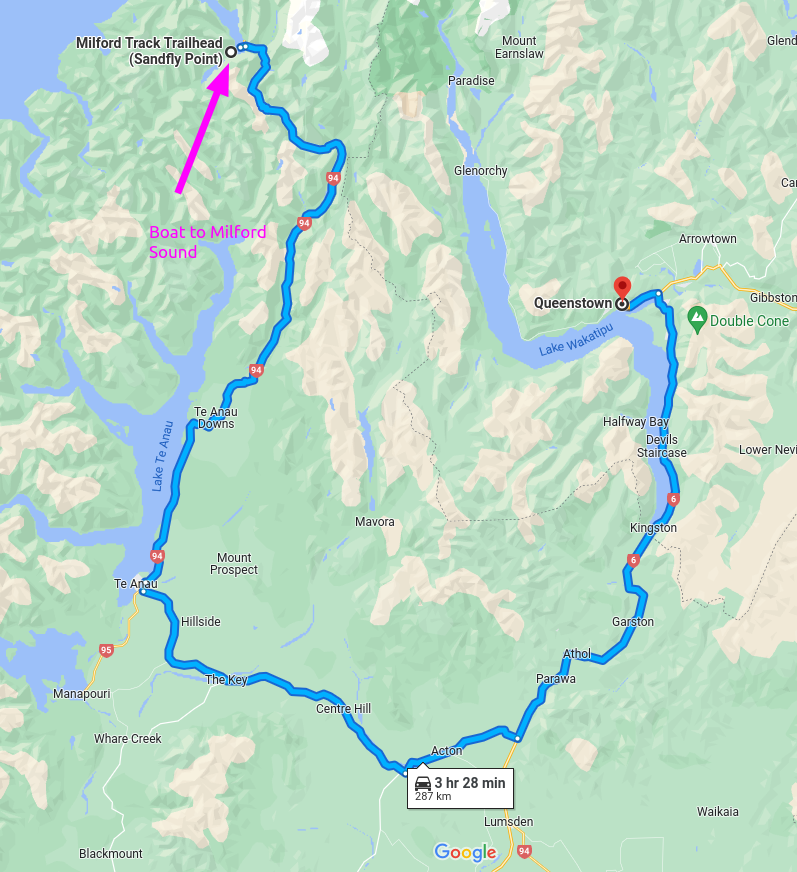 Milford Track Trailhead
(Sandfly Point)
Mount
Earnslaw
Glend
Paradise
94
Glenorchy
Car
94
Boat to Milford
Sound
Arrowtown
Queenstown
Gibbston
Double Cone
Lake Wakatipu
94
Te Anau
Downs
Halfway Bay
Devils
Staircase
Lower Nevi
Lake Te Anau
6
Mavora
Kingston
94
Mount
Prospect
6
Te Anau
Hillside
Garston
95
Athol
The Key
Parawa
Manapouri
Centre Hill
Whare Creek
Acton
3 hr 28 min
287 km
Waikaia
Lumsden
Blackmount
Google
94